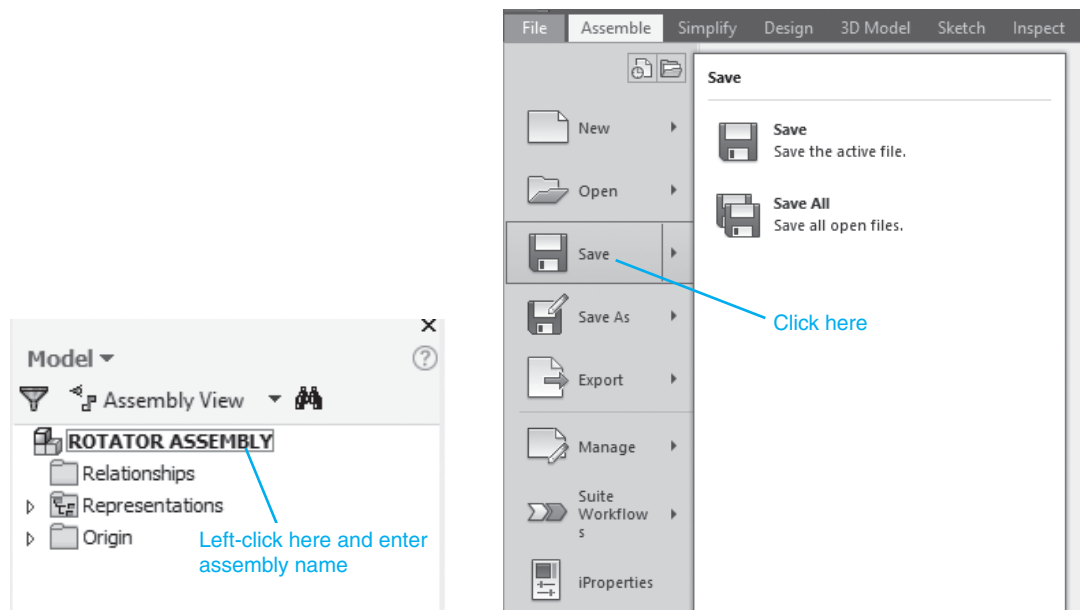 Model
?
Assembly View
ROTATOR ASSEMBLY
Relationships
Representations
Origin
Left-click here and enter
assembly name
File Assemble Simplify Design 3D Model Sketch Inspect
New
Open
Save
Save As
Export
Manage
Suite
Workflow
s
iProperties
Save
Save
Save the active file.
Save All
Save all open files.
Click here